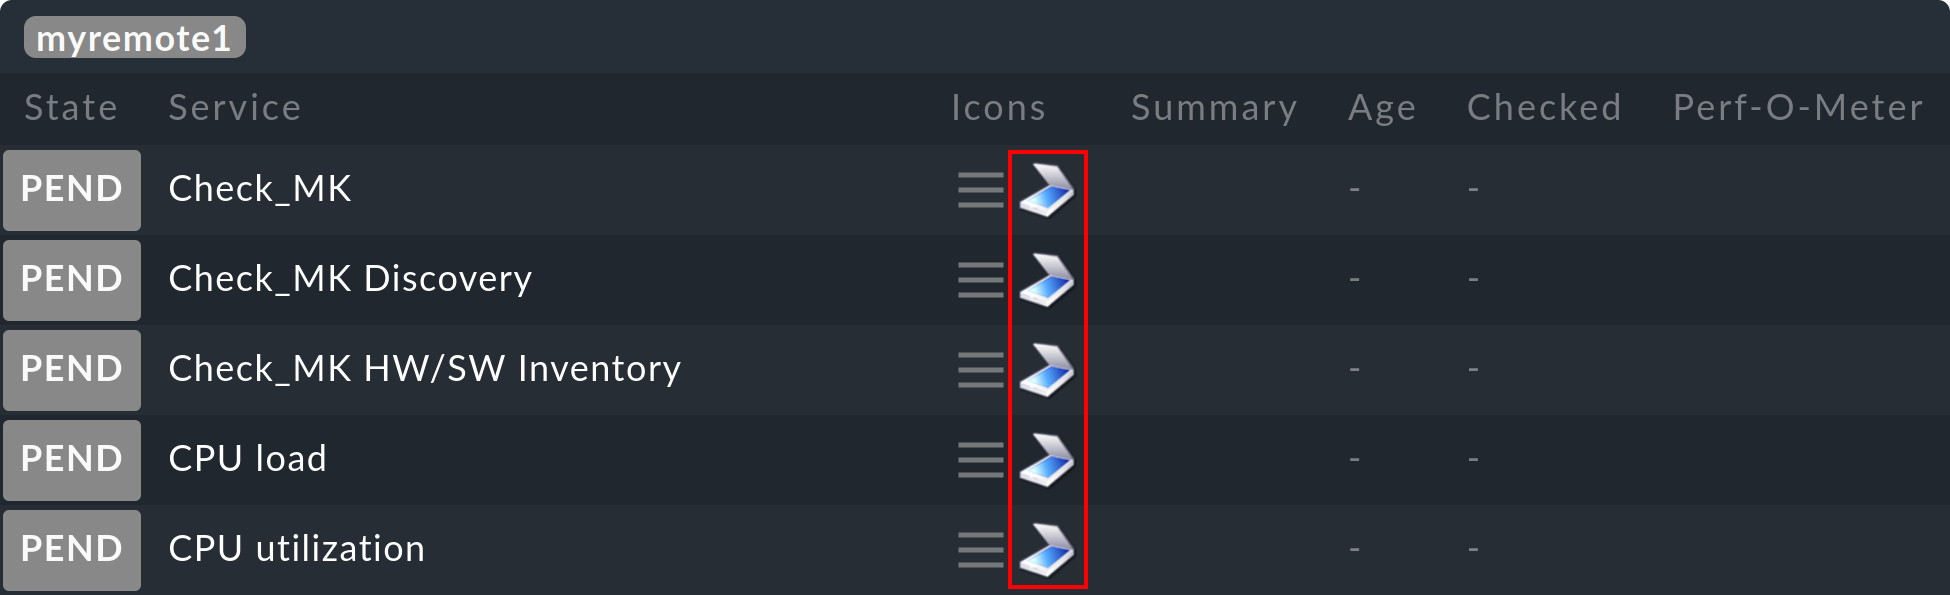 myremote1
State Service Icons Summary Age Checked Perf-O-Meter
PEND Check_MK - -
PEND Check_MK Discovery - -
PEND Check_MK HW/SW Inventory - -
PEND CPU load - -
PEND CPU utilization - -